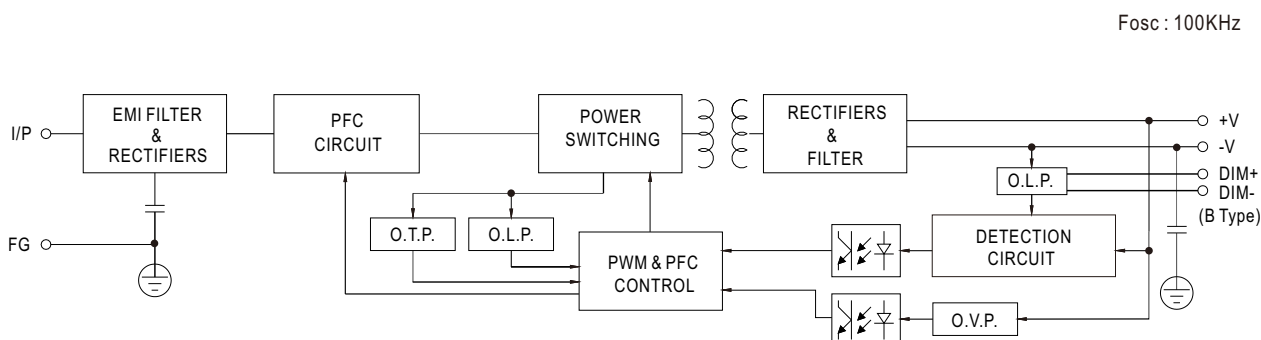 Fosc : 100KHz
I/P
EMI FILTER
&
RECTIFIERS
PFC
CIRCUIT
POWER
SWITCHING
RECTIFIERS
&
FILTER
+V
-V
DIM+
DIM-
(B Type)
O.L.P.
FG
O.T.P.
O.L.P.
PWM & PFC
CONTROL
DETECTION
CIRCUIT
O.V.P.